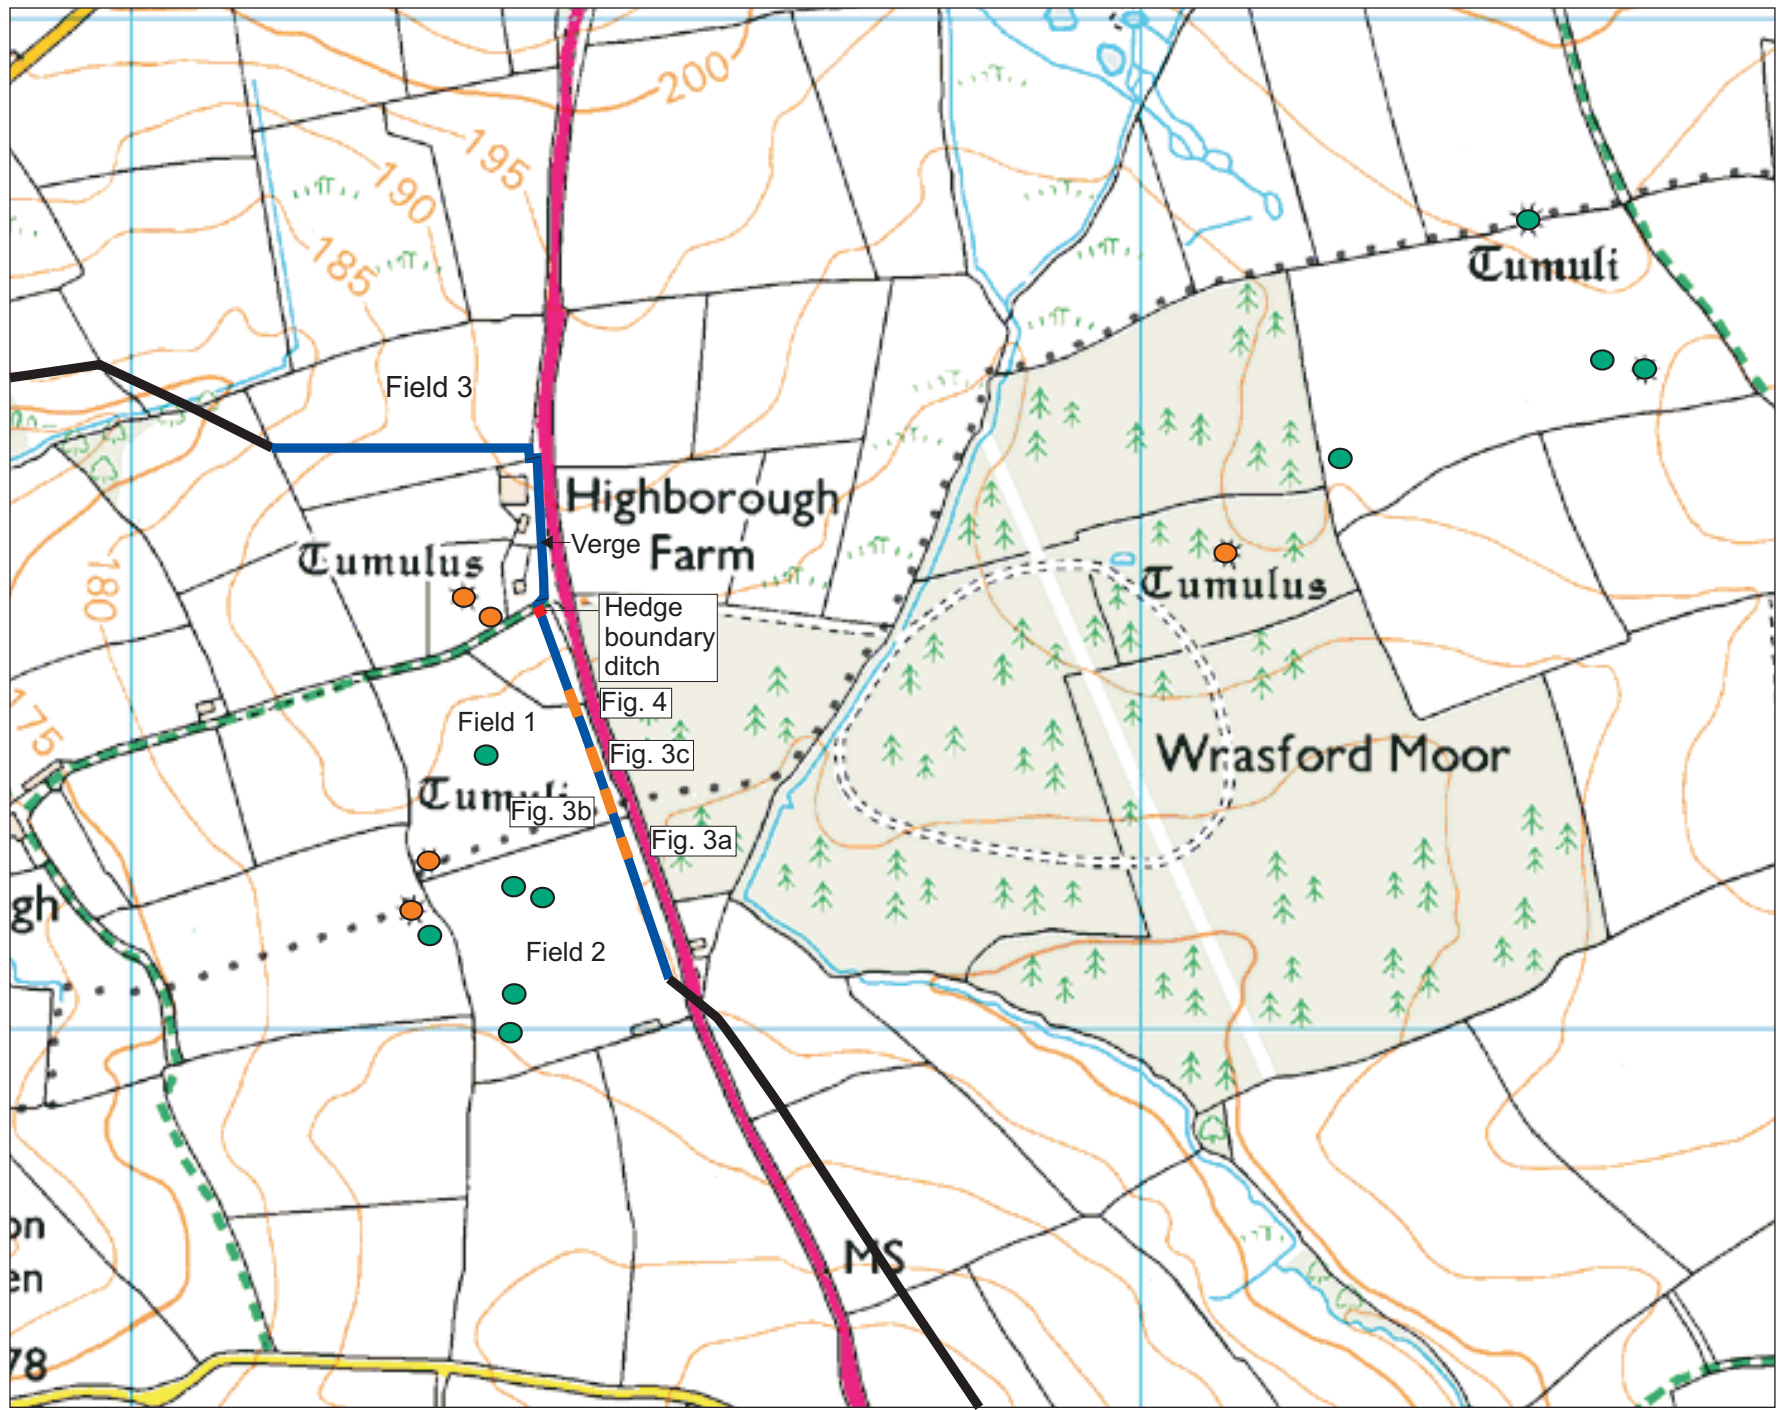 200
195
190
185
Tumuli
Field 3
Highborough
Farm
Verge
Tumulus
Tumulus
180
Hedge
boundary
ditch
175
Fig. 4
Field 1
Fig. 3c
Wrasford Moor
Tumuli
Fig. 3b
Fig. 3a
gh
Field 2
on
MS
en
78